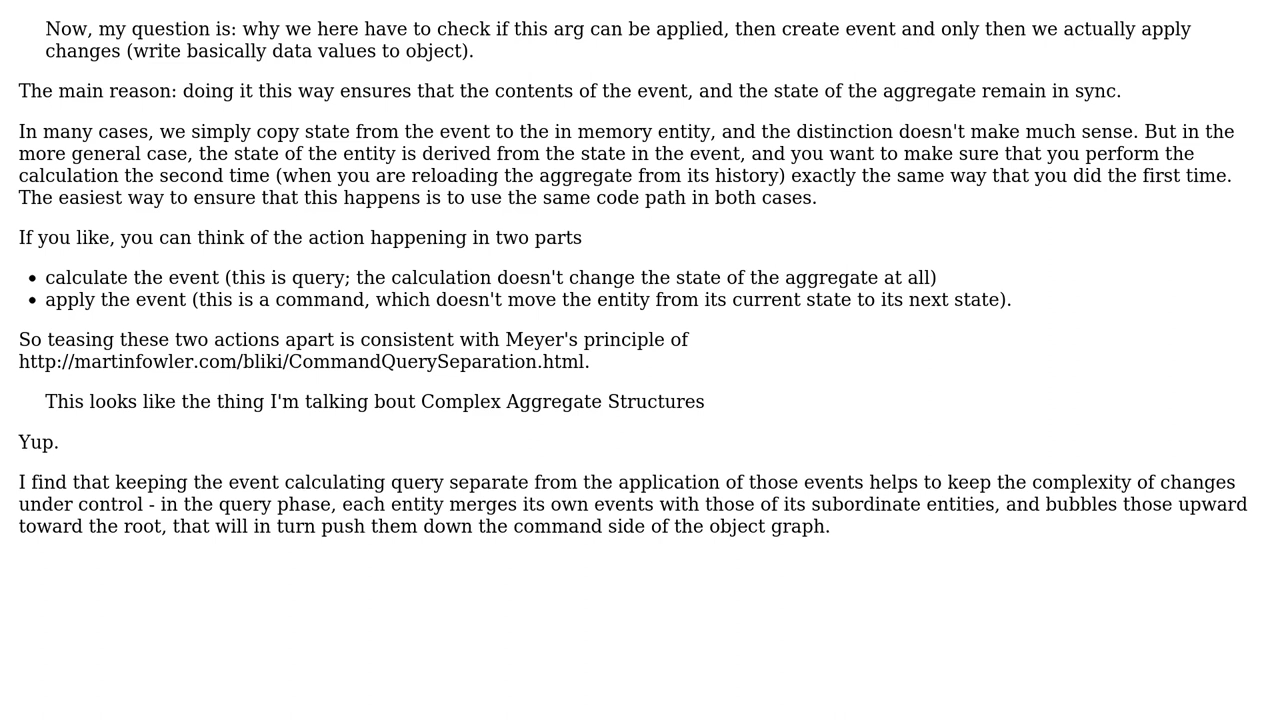 Now, my question is: why we here have to check if this arg can be applied, then create event and only then we actually apply
changes (write basically data values to object).
The main reason: doing it this way ensures that the contents of the event, and the state of the aggregate remain in sync.
In many cases, we simply copy state from the event to the in memory entity, and the distinction doesn't make much sense. But in the
more general case, the state of the entity is derived from the state in the event, and you want to make sure that you perform the
calculation the second time (when you are reloading the aggregate from its history) exactly the same way that you did the first time.
The easiest way to ensure that this happens is to use the same code path in both cases.
If you like, you can think of the action happening in two parts
• calculate the event (this is query; the calculation doesn't change the state of the aggregate at all)
• apply the event (this is a command, which doesn't move the entity from its current state to its next state).
So teasing these two actions apart is consistent with Meyer's principle of
http://martinfowler.com/bliki/CommandQuerySeparation.html.
This looks like the thing I'm talking bout Complex Aggregate Structures
Yup.
I find that keeping the event calculating query separate from the application of those events helps to keep the complexity of changes
under control - in the query phase, each entity merges its own events with those of its subordinate entities, and bubbles those upward
toward the root, that will in turn push them down the command side of the object graph.